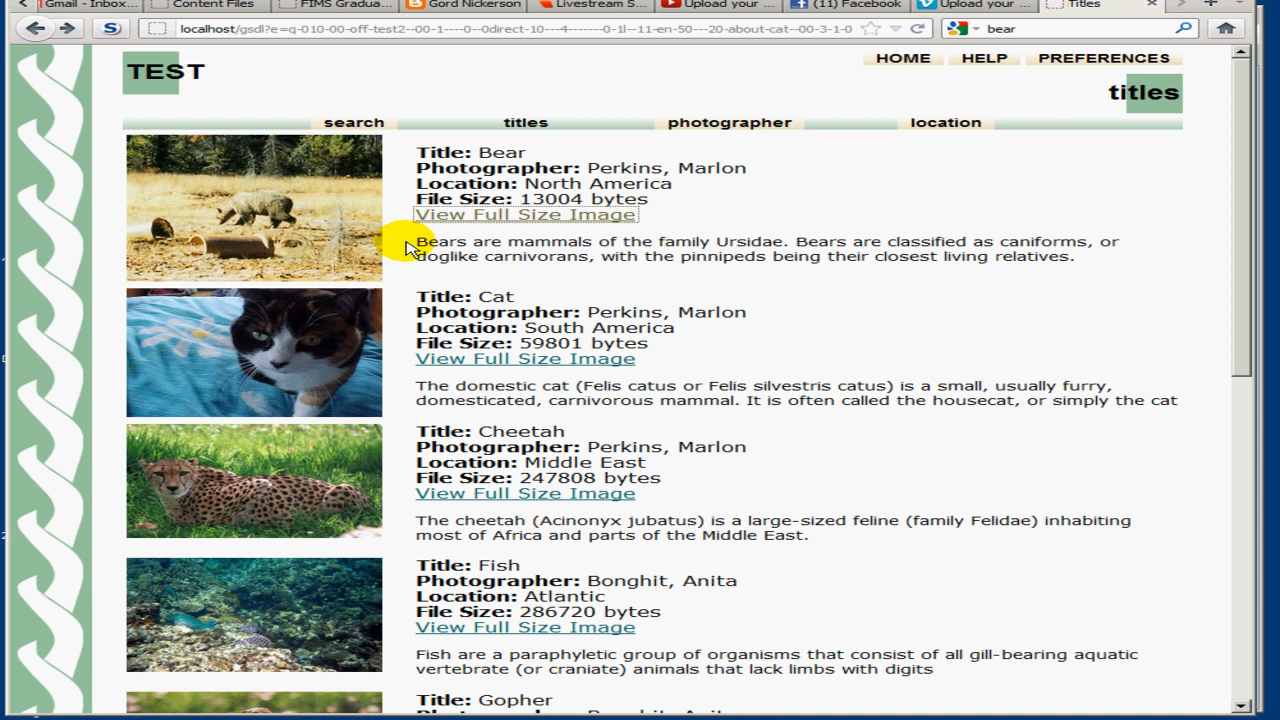 Gmail - Inbox...
Content Files
FIMS Gradua...
Gord Nickerson
Livestream S...
Upload your ...
(11) Facebook
Upload your ...
Titles
localhost/gsdl?e=q-010-00-off-test2--00-1----0--0direct-10---4-------0-1l--11-en-50---20-about-cat--00-3-1-0
bear
HOME HELP PREFERENCES
TEST
titles
search titles photographer location
Title: Bear
Photographer: Perkins, Marlon
Location: North America
File Size: 13004 bytes
View Full Size Image
Bears are mammals of the family Ursidae. Bears are classified as caniforms, or
doglike carnivorans, with the pinnipeds being their closest living relatives.
Title: Cat
Photographer: Perkins, Marlon
Location: South America
File Size: 59801 bytes
View Full Size Image
The domestic cat (Felis catus or Felis silvestris catus) is a small, usually furry,
domesticated, carnivorous mammal. It is often called the housecat, or simply the cat
Title: Cheetah
Photographer: Perkins, Marlon
Location: Middle East
File Size: 247808 bytes
View Full Size Image
The cheetah (Acinonyx jubatus) is a large-sized feline (family Felidae) inhabiting
most of Africa and parts of the Middle East.
Title: Fish
Photographer: Bonghit, Anita
Location: Atlantic
File Size: 286720 bytes
View Full Size Image
Fish are a paraphyletic group of organisms that consist of all gill-bearing aquatic
vertebrate (or craniate) animals that lack limbs with digits
Title: Gopher